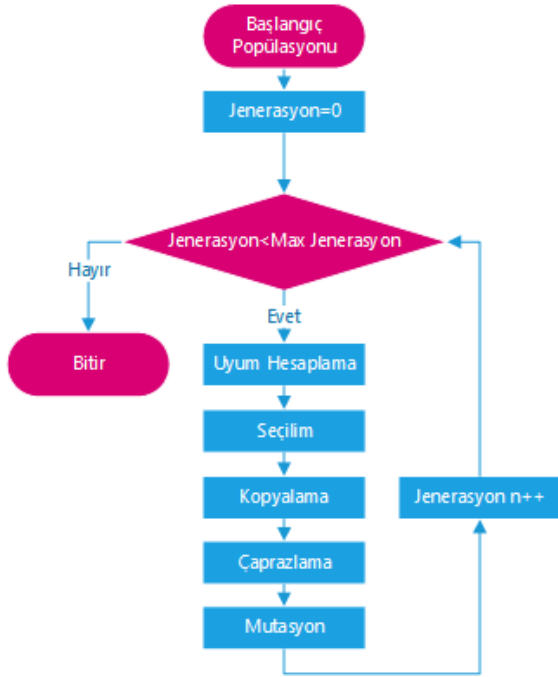 Başlangıç
Popülasyonu
Jenerasyon=0
Jenerasyon<Max Jenerasyon
Hayır
Evet
Bitir
Uyum Hesaplama
Seçilim
Kopyalama
Jenerasyon n++
Çaprazlama
Mutasyon